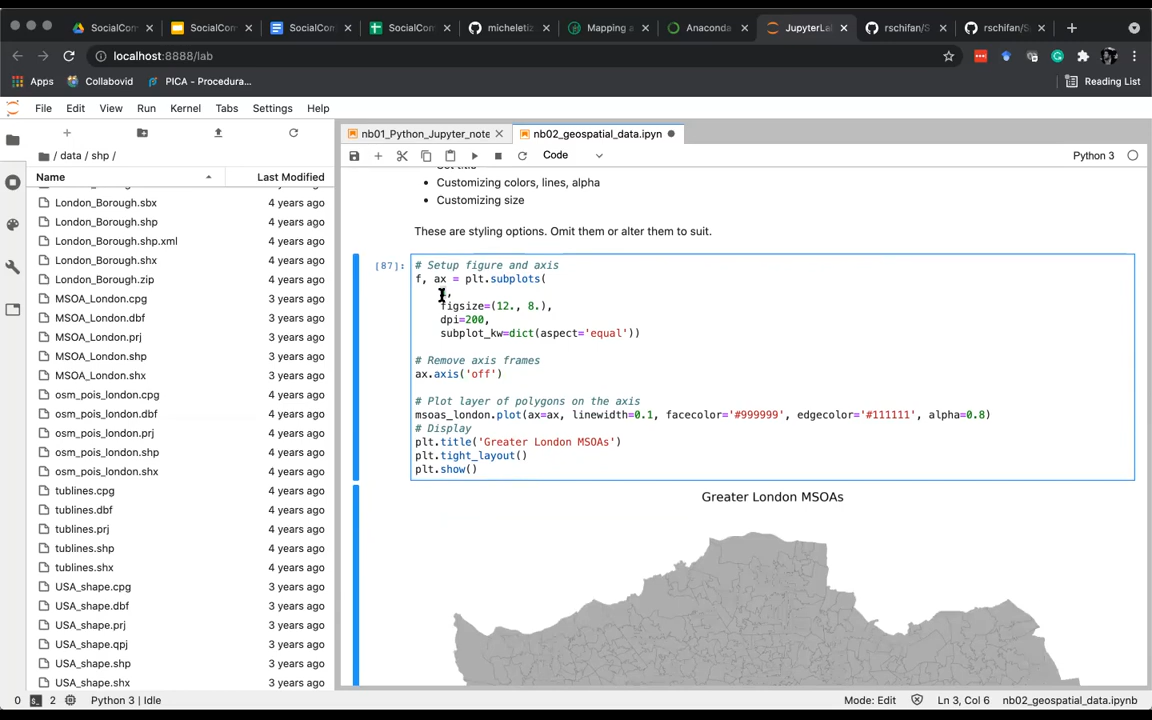 SocialCom
SocialCom
SocialCom
SocialCom
micheletiz
Mapping a
Anaconda
JupyterLa
rschifan/S
rschifan/S
localhost:8888/lab
Apps
Collabovid
PICA - Procedura...
Reading List
File Edit View Run Kernel Tabs Settings Help
nb01_Python_Jupyter_note
nb02_geospatial_data.ipyn
/ data / shp /
Code
Python 3
Name
Last Modified
London_Borough.sbx 4 years ago
London_Borough.shp 4 years ago
London_Borough.shp.xml 4 years ago
London_Borough.shx 4 years ago
London_Borough.zip 4 years ago
MSOA_London.cpg 3 years ago
MSOA_London.dbf 3 years ago
MSOA_London.prj 3 years ago
MSOA_London.shp 3 years ago
MSOA_London.shx 3 years ago
osm_pois_london.cpg 4 years ago
osm_pois_london.dbf 4 years ago
osm_pois_london.prj 4 years ago
osm_pois_london.shp 4 years ago
osm_pois_london.shx 4 years ago
tublines.cpg 4 years ago
tublines.dbf 4 years ago
tublines.prj 4 years ago
tublines.shp 4 years ago
tublines.shx 4 years ago
USA_shape.cpg 3 years ago
USA_shape.dbf 3 years ago
USA_shape.prj 3 years ago
USA_shape.qpj 3 years ago
USA_shape.shp 3 years ago
USA_shape.shx 3 years ago
• Set title
• Customizing colors, lines, alpha
• Customizing size
These are styling options. Omit them or alter them to suit.
[87]:
# Setup figure and axis
f, ax = plt.subplots(
,
figsize=(12., 8.),
dpi=200,
subplot_kw=dict(aspect='equal'))
# Remove axis frames
ax.axis('off')
# Plot layer of polygons on the axis
msoas_london.plot(ax=ax, linewidth=0.1, facecolor='#999999', edgecolor='#111111', alpha=0.8)
# Display
plt.title('Greater London MSOAs')
plt.tight_layout()
plt.show()
Greater London MSOAs
0
2
Python 3 | Idle
Mode: Edit
Ln 3, Col 6
nb02_geospatial_data.ipynb